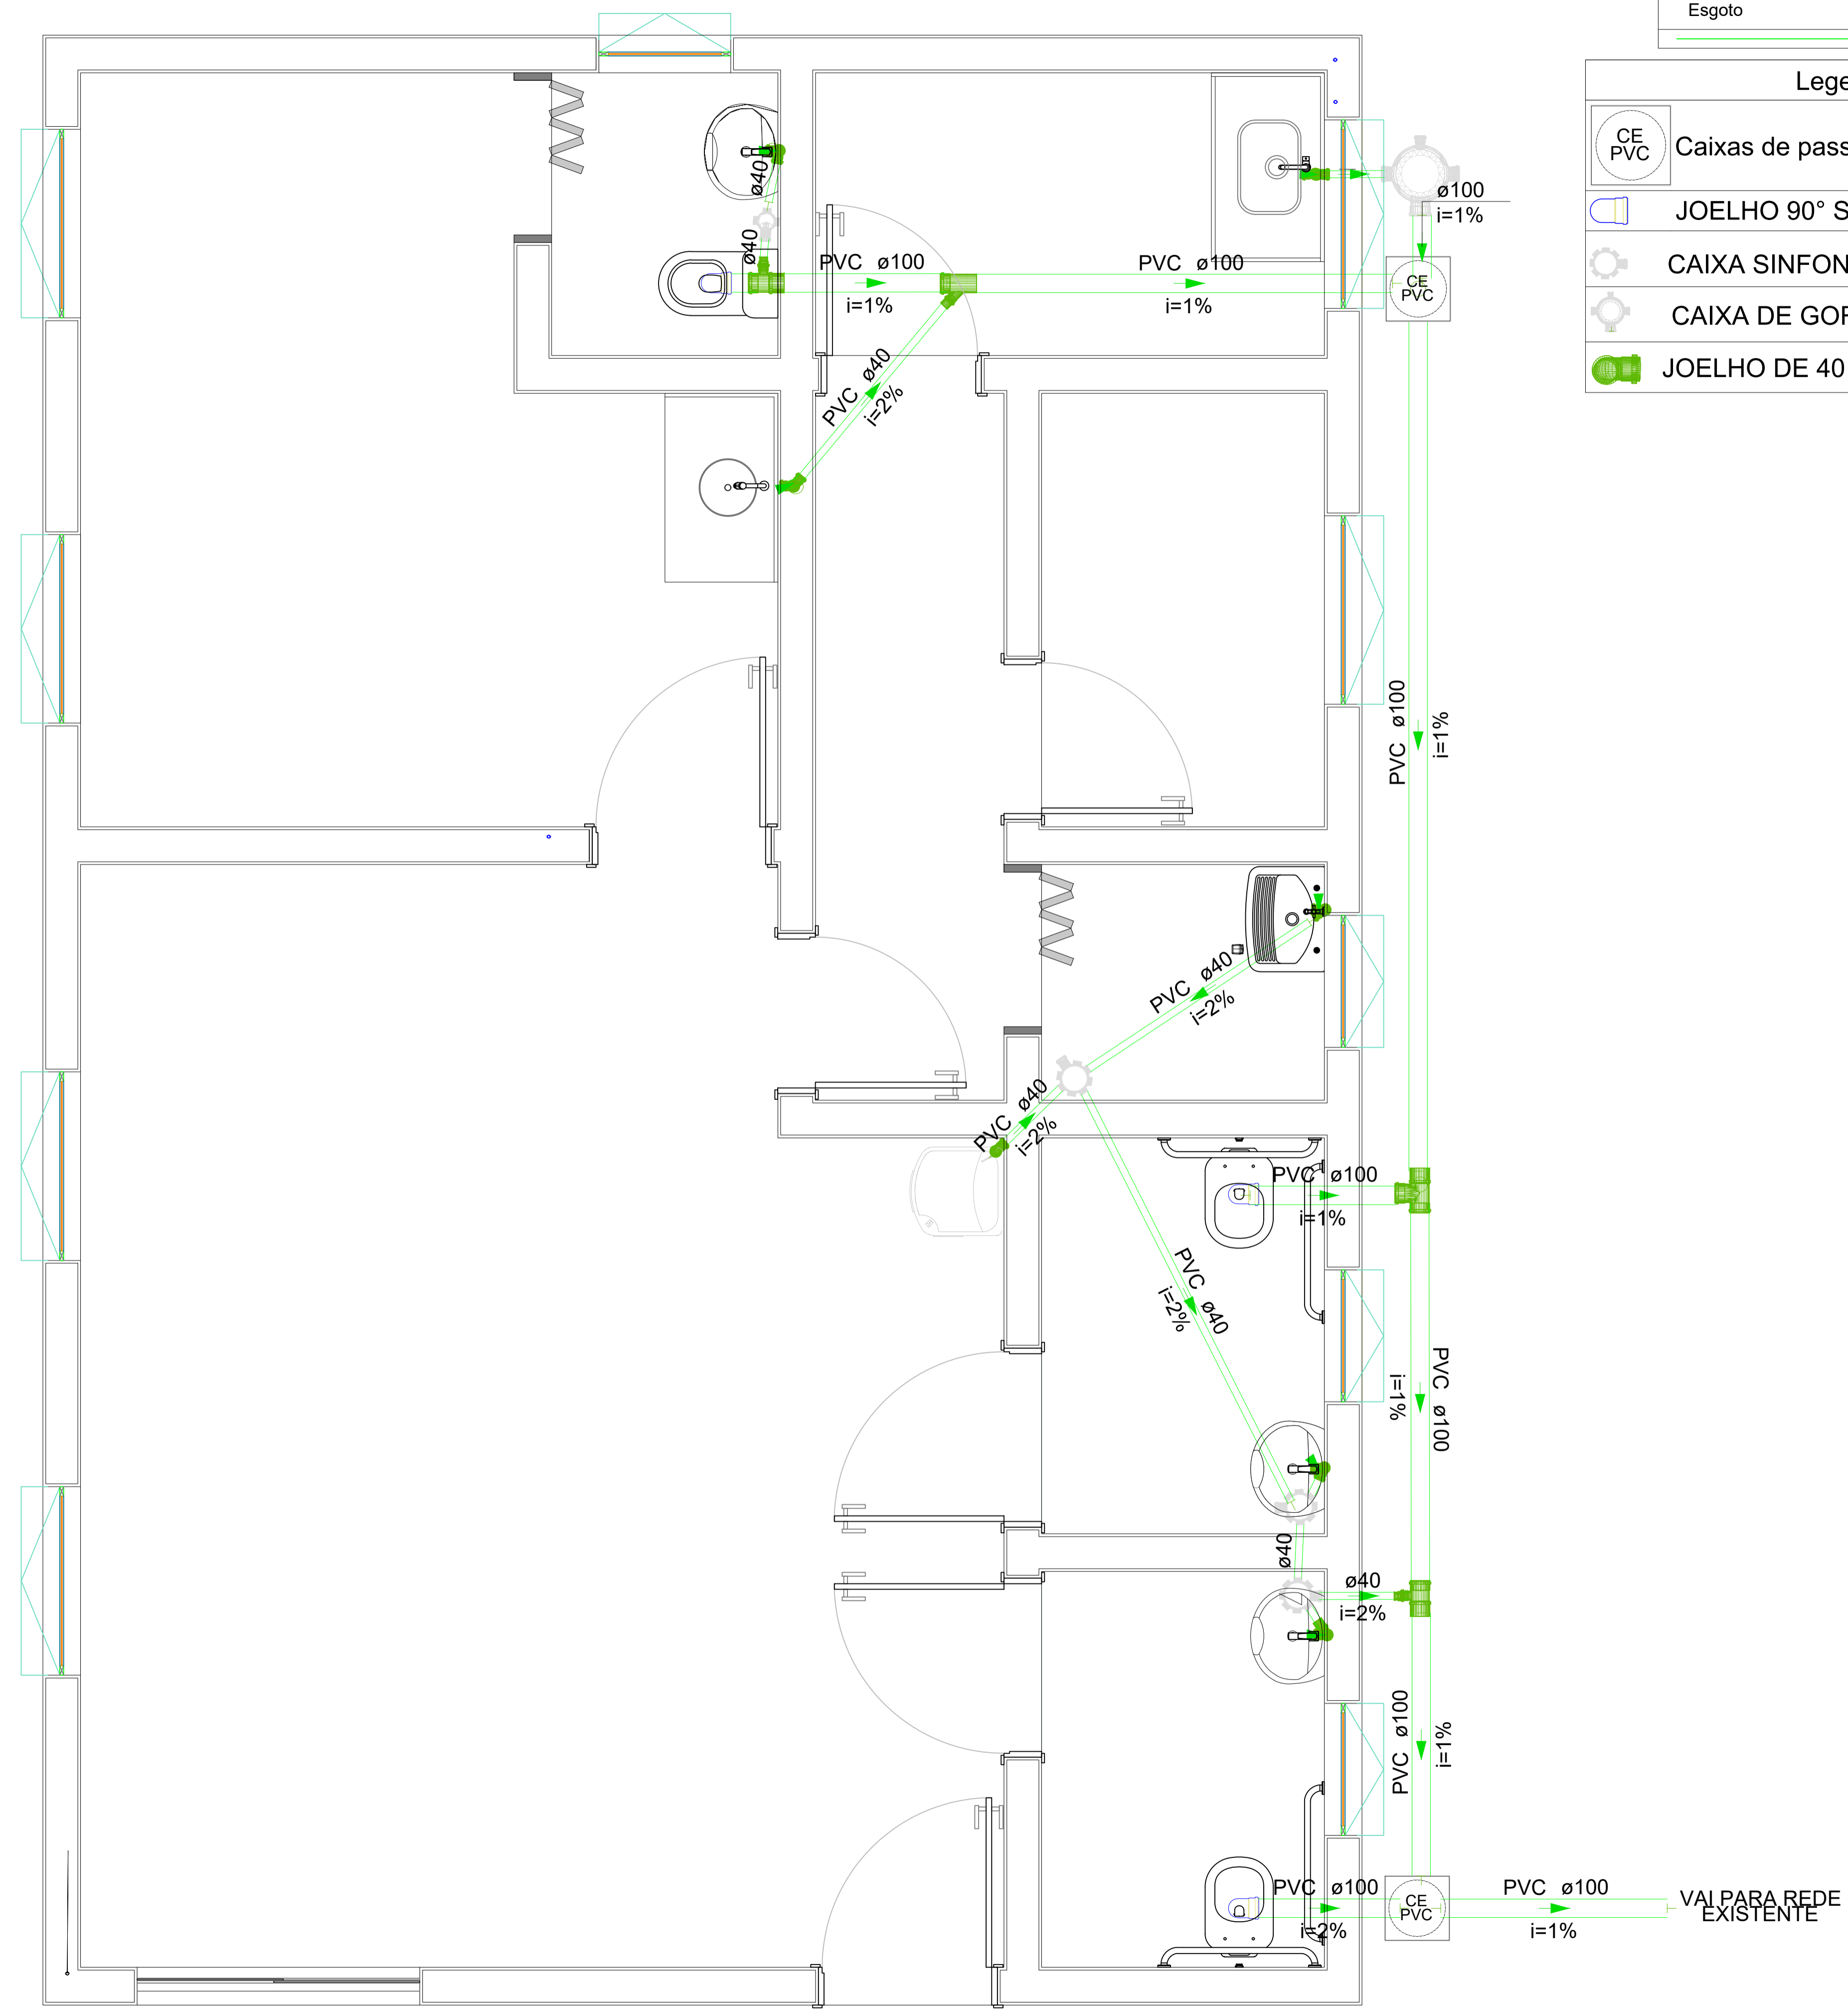 Esgoto
Lege
CE
PVC
Caixas de pass
JOELHO 90° S
CAIXA SINFON
CAIXA DE GOR
JOELHO DE 40
ø40
ø40
PVC ø100
i=1%
PVC ø100
i=1%
ø100
i=1%
CE
PVC
PVC ø40
i=2%
PVC ø100
i=1%
PVC ø40
i=2%
PVC ø40
i=2%
PVC ø100
i=1%
PVC ø40
i=2%
PVC ø100
i=1%
ø40
ø40
i=2%
PVC ø100
i=1%
PVC ø100
i=2%
CE
PVC
PVC ø100
i=1%
VAI PARA REDE
EXISTENTE